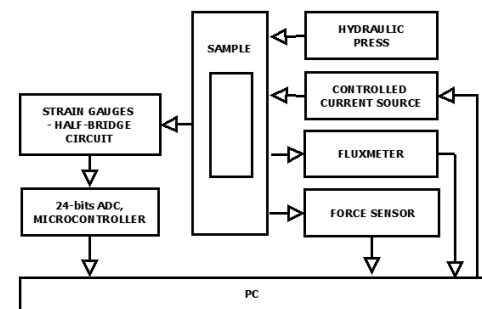 SAMPLE
HYDRAULIC
PRESS
CONTROLLED
CURRENT SOURCE
STRAIN GAUGES
- HALF-BRIDGE
CIRCUIT
FLUXMETER
24-bits ADC,
MICROCONTROLLER
FORCE SENSOR
PC